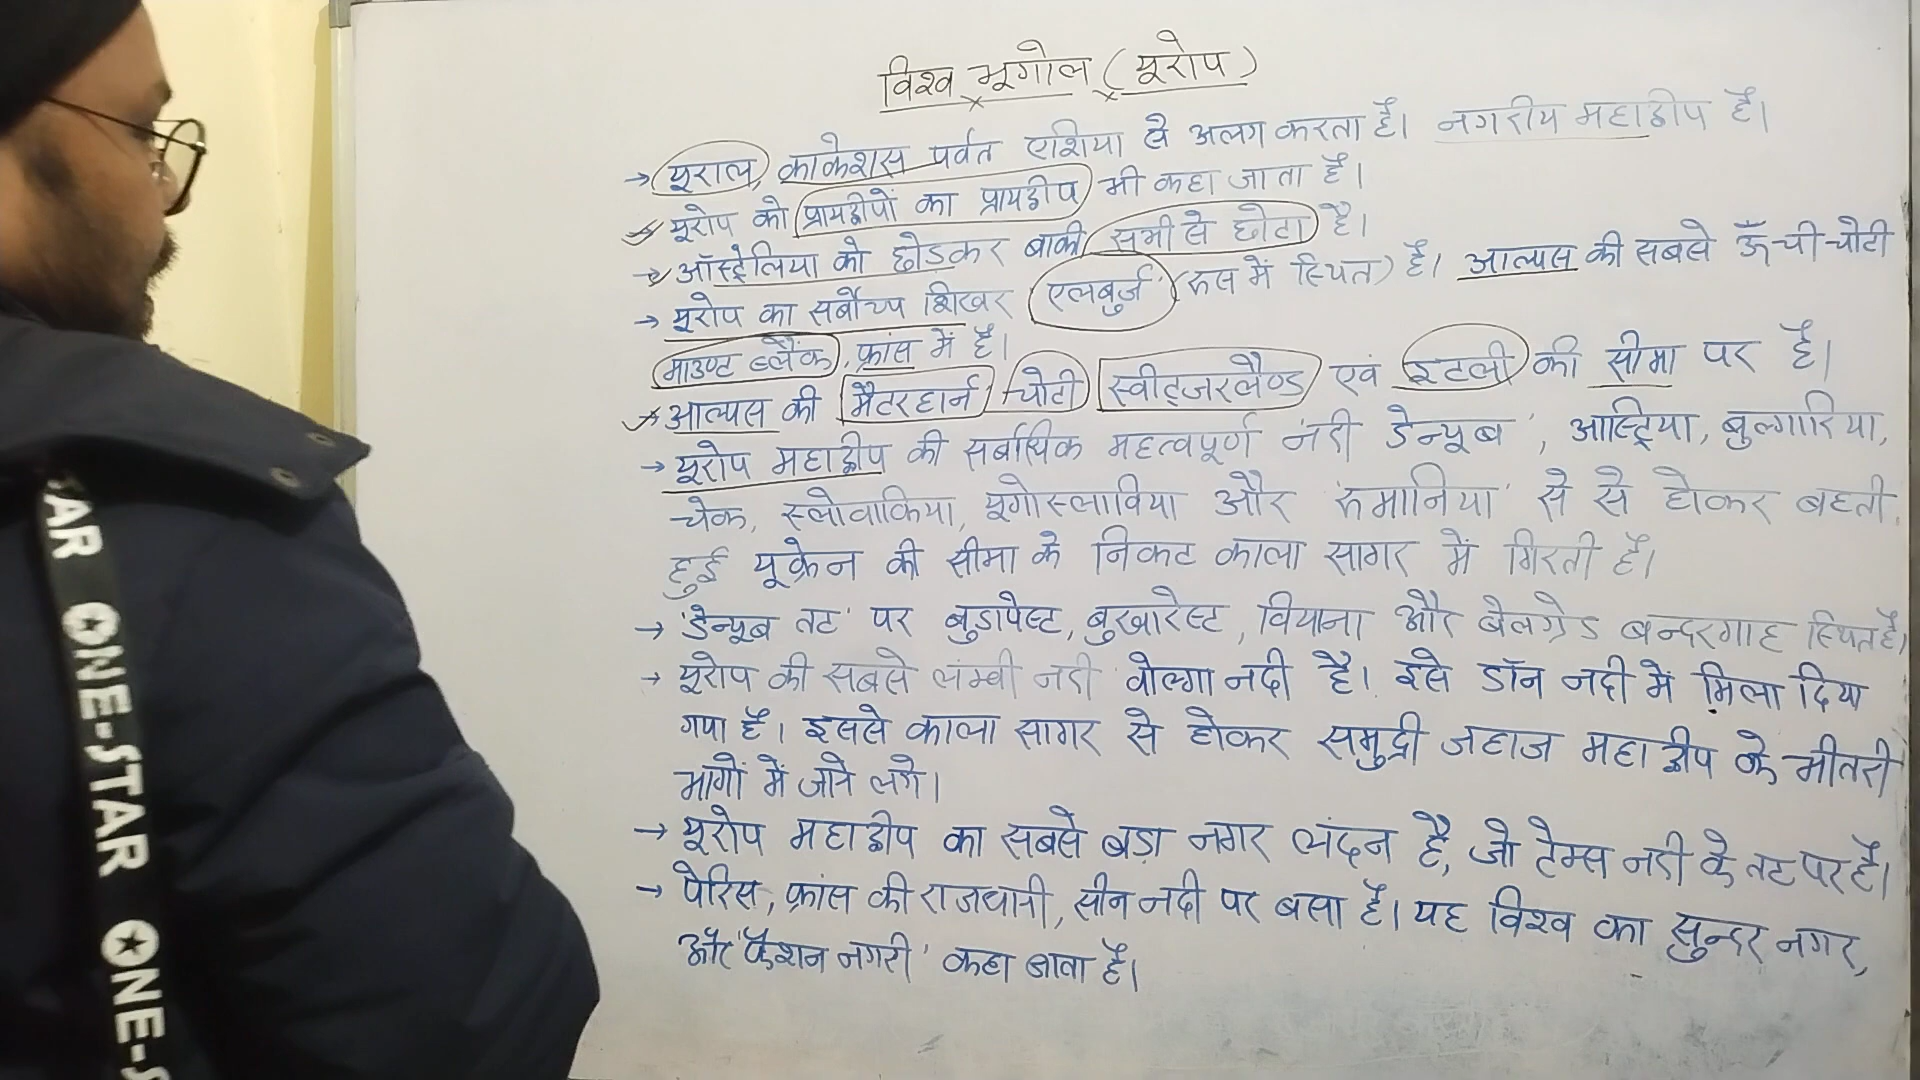 विश्व भूगोल (यूरोप)
→ यूराल, काकेशस पर्वत एशिया से अलग करता है। नगरीय महाद्वीप है।
→ यूरोप को प्रायद्वीपों का प्रायद्वीप भी कहा जाता है।
→ ऑस्ट्रेलिया को छोडकर बाकी सभी से छोटा है।
→ यूरोप का सर्वोच्च शिखर एलबुर्ज (रूस में स्थित) है। आल्पस की सबसे ऊँची चोटी
माउण्ट ब्लैंक, फ्रांस में है।
→ आल्पस की मैटरहार्न चोटी स्वीट्जरलैण्ड एवं इटली की सीमा पर है।
→ यूरोप महाद्वीप की सर्वाधिक महत्वपूर्ण नदी डेन्यूब', आस्ट्रिया, बुल्गारिया,
चेक, स्लोवाकिया, यूगोस्लाविया और 'रुमानिया' से से होकर बहती
हुई यूक्रेन की सीमा के निकट काला सागर में गिरती है।
→ 'डेन्यूब तट' पर बुडापेस्ट, बुखारेस्ट, वियाना और बेलग्रेड बन्दरगाह स्थित है।
→ यूरोप की सबसे लम्बी नदी वोल्गा नदी है। इसे डॉन नदी में मिला दिया
गया है। इससे काला सागर से होकर समुद्री जहाज महाद्वीप के भीतरी
भागों में जाने लगे।
→ यूरोप महाद्वीप का सबसे बड़ा नगर लंदन है, जो टेम्स नदी के तट पर है।
→ पेरिस, फ्रांस की राजधानी, सीन नदी पर बसा है। यह विश्व का सुन्दर नगर,
और 'फैशन नगरी' कहा जाता है।
AR ✪ ONE-STAR ✪ ONE-S